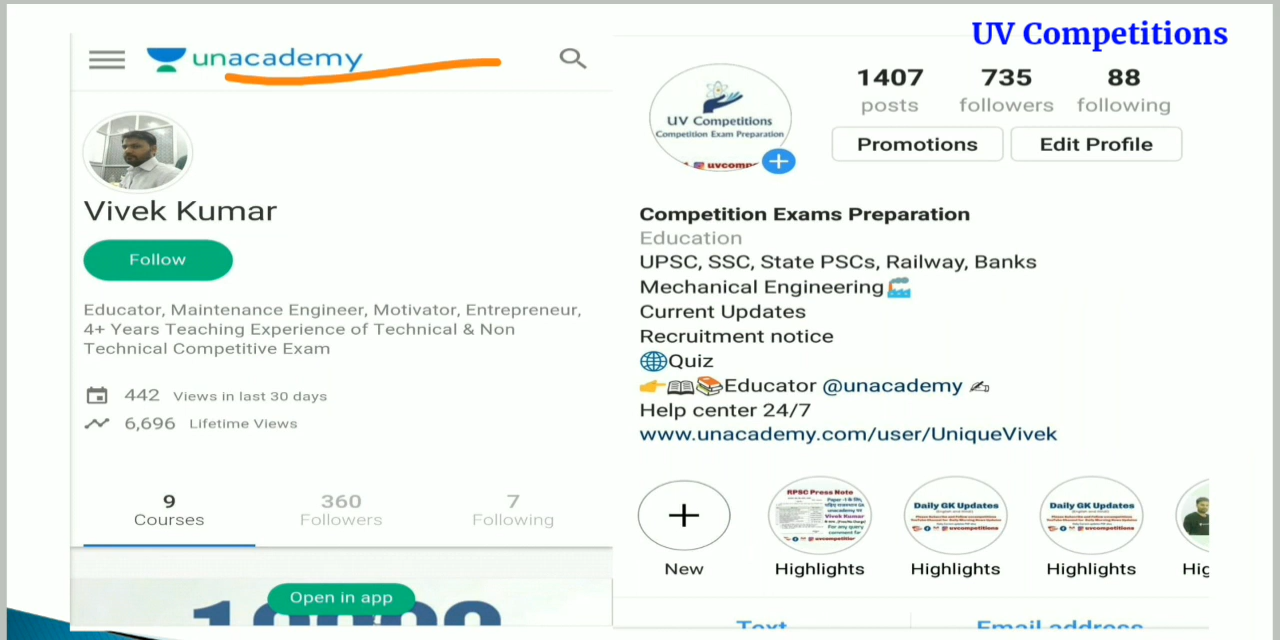 UV Competitions
unacademy
Vivek Kumar
Follow
Educator, Maintenance Engineer, Motivator, Entrepreneur,
4+ Years Teaching Experience of Technical & Non
Technical Competitive Exam
442 Views in last 30 days
6,696 Lifetime Views
9 360 7
Courses Followers Following
Open in app
UV Competitions
Competition Exam Preparation
1407 735 88
posts followers following
Promotions Edit Profile
Competition Exams Preparation
Education
UPSC, SSC, State PSCs, Railway, Banks
Mechanical Engineering🏭
Current Updates
Recruitment notice
🌐Quiz
👉📖📚Educator @unacademy ✍
Help center 24/7
www.unacademy.com/user/UniqueVivek
RPSC Press Note
Vivek Kumar
Daily GK Updates
Daily GK Updates
New Highlights Highlights Highlights
Text Email address